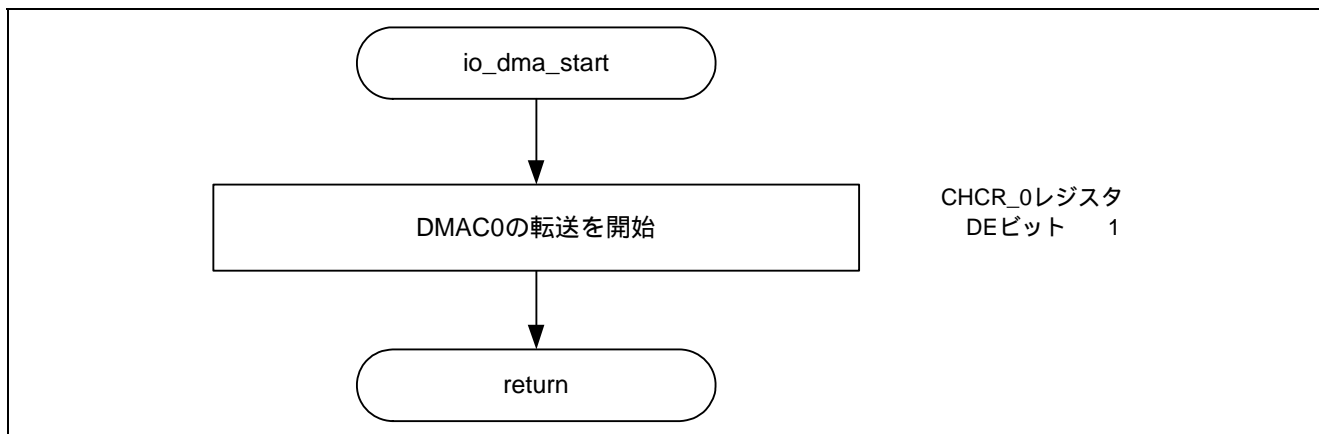 io_dma_start
DMAC0の転送を開始
CHCR_0レジスタ
DEビット　1
return